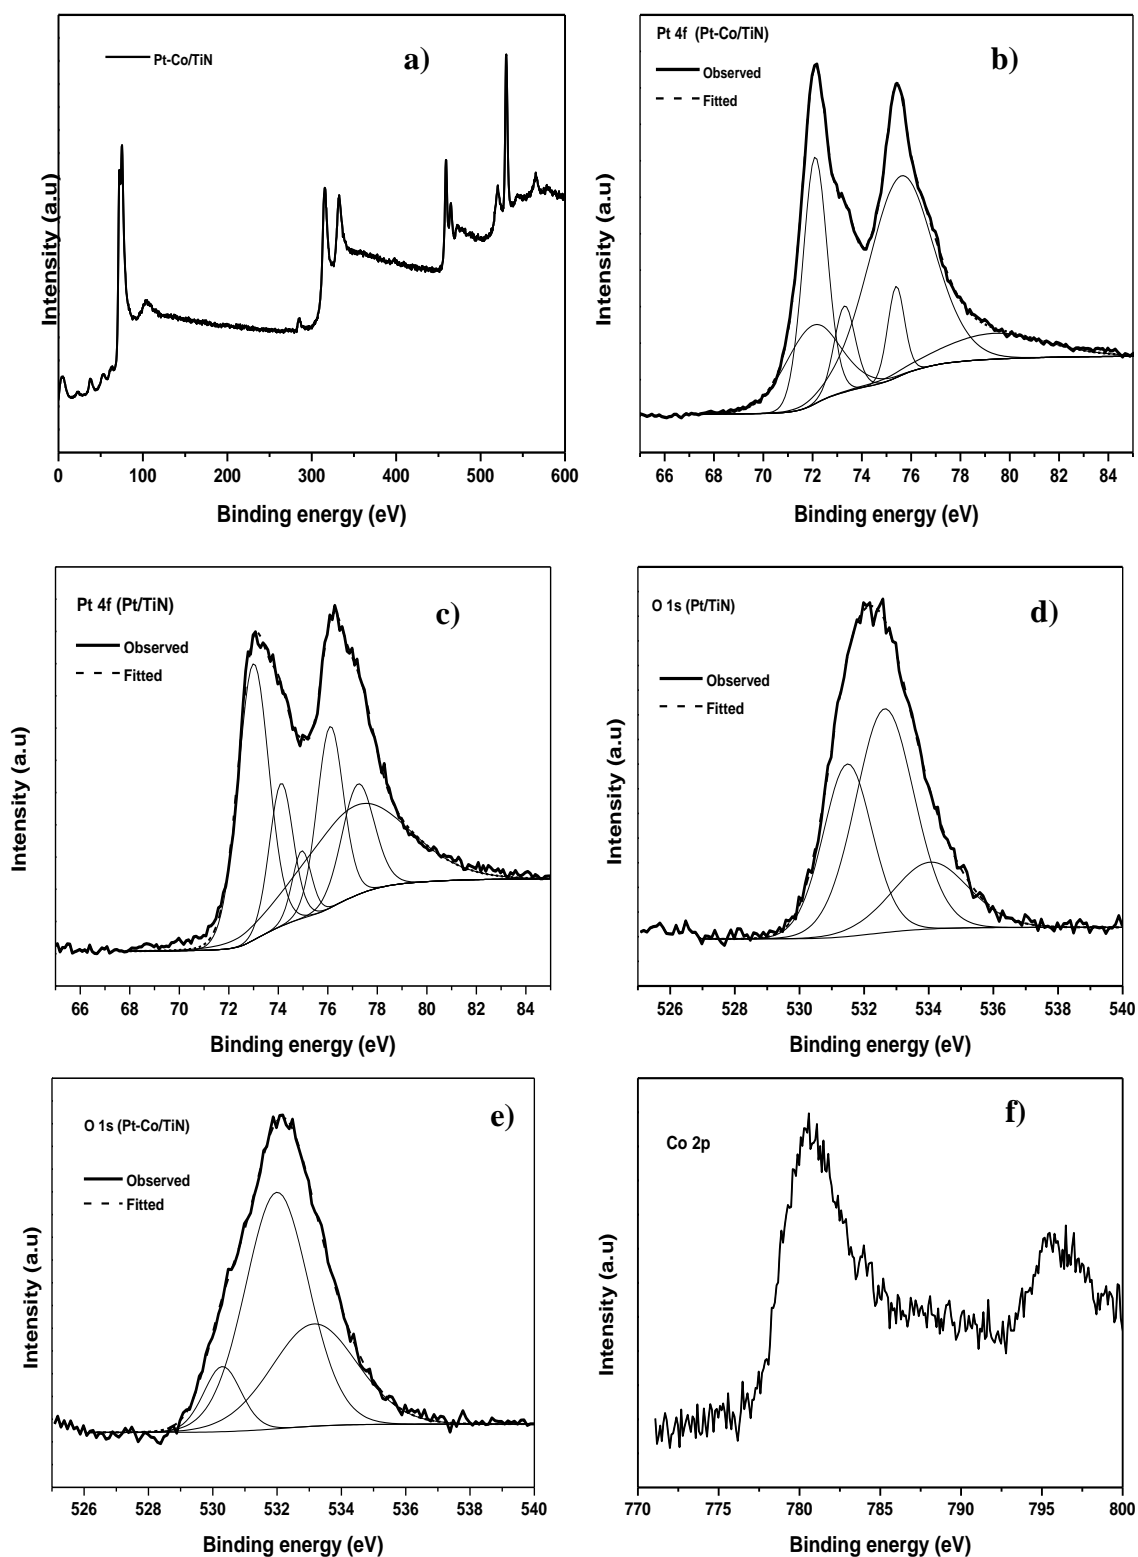 Pt-Co/TiN
a)
Intensity (a.u)
0 100 200 300 400 500 600
Binding energy (eV)
Pt 4f (Pt-Co/TiN)
Observed
Fitted
b)
Intensity (a.u)
66 68 70 72 74 76 78 80 82 84
Binding energy (eV)
Pt 4f (Pt/TiN)
Observed
Fitted
c)
Intensity (a.u)
66 68 70 72 74 76 78 80 82 84
Binding energy (eV)
O 1s (Pt/TiN)
Observed
Fitted
d)
Intensity (a.u)
526 528 530 532 534 536 538 540
Binding energy (eV)
O 1s (Pt-Co/TiN)
Observed
Fitted
e)
Intensity (a.u)
526 528 530 532 534 536 538 540
Binding energy (eV)
Co 2p
f)
Intensity (a.u)
770 775 780 785 790 795 800
Binding energy (eV)